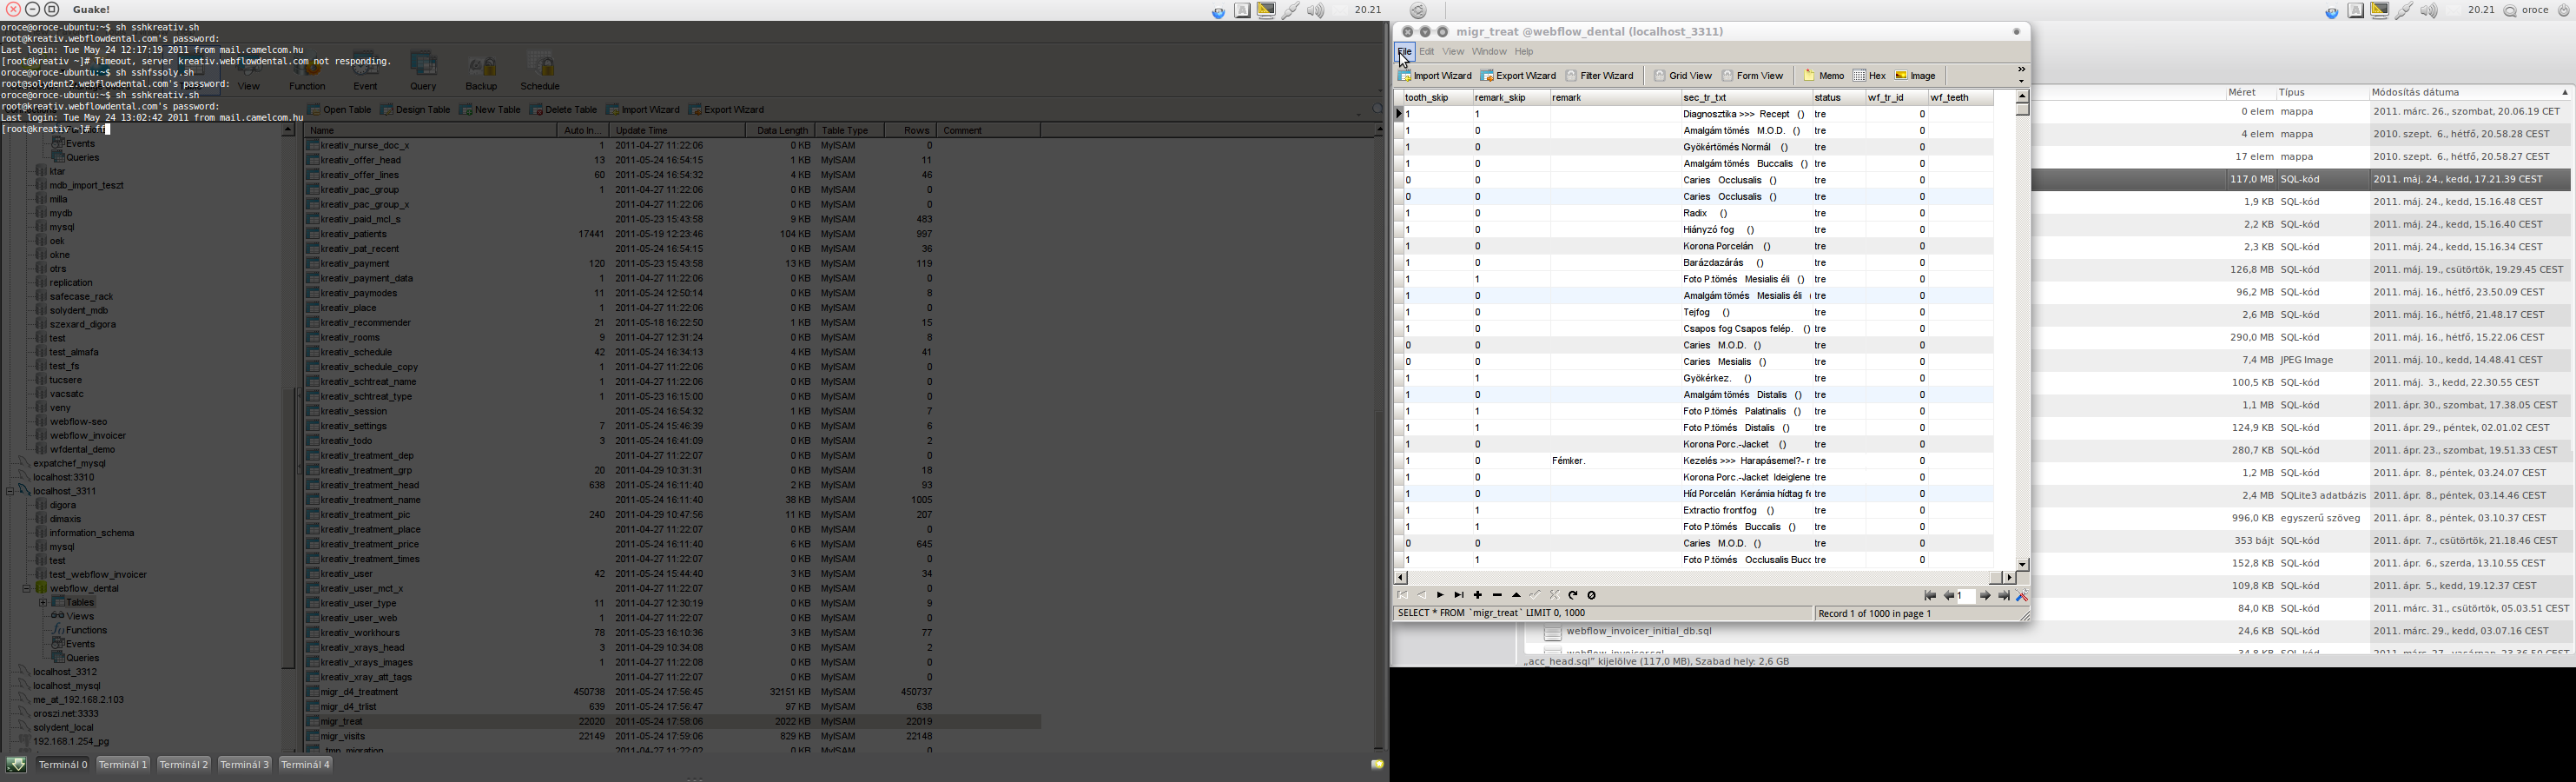 Guake!
20.21
oroce@oroce-ubuntu:~$ sh sshkreativ.sh
root@kreativ.webflowdental.com's password:
Last login: Tue May 24 12:17:19 2011 from mail.camelcom.hu
[root@kreativ ~]# Timeout, server kreativ.webflowdental.com not responding.
oroce@oroce-ubuntu:~$ sh sshfssoly.sh
root@solydent2.webflowdental.com's password:
oroce@oroce-ubuntu:~$ sh sshkreativ.sh
root@kreativ.webflowdental.com's password:
Last login: Tue May 24 13:02:42 2011 from mail.camelcom.hu
[root@kreativ ~]# ff
View Function Event Query Backup Schedule
Open Table Design Table New Table Delete Table Import Wizard Export Wizard
Events
Queries
ktar
mdb_import_teszt
milla
mydb
mysql
oek
okne
otrs
replication
safecase_rack
solydent_mdb
szexard_digora
test
test_almafa
test_fs
tucsere
vacsatc
veny
webflow-seo
webflow_invoicer
wfdental_demo
expatchef_mysql
localhost:3310
localhost_3311
digora
dimaxis
information_schema
mysql
test
test_webflow_invoicer
webflow_dental
Tables
Views
Functions
Events
Queries
localhost_3312
localhost_mysql
me_at_192.168.2.103
oroszi.net:3333
solydent_local
192.168.1.254_pg
Name Auto In... Update Time Data Length Table Type Rows Comment
kreativ_nurse_doc_x 1 2011-04-27 11:22:06 0 KB MyISAM 0
kreativ_offer_head 13 2011-05-24 16:54:15 1 KB MyISAM 11
kreativ_offer_lines 60 2011-05-24 16:54:32 4 KB MyISAM 46
kreativ_pac_group 1 2011-04-27 11:22:06 0 KB MyISAM 0
kreativ_pac_group_x 2011-04-27 11:22:06 0 KB MyISAM 0
kreativ_paid_mcl_s 2011-05-23 15:43:58 9 KB MyISAM 483
kreativ_patients 17441 2011-05-19 12:23:46 104 KB MyISAM 997
kreativ_pat_recent 2011-05-24 16:54:15 0 KB MyISAM 36
kreativ_payment 120 2011-05-23 15:43:58 13 KB MyISAM 119
kreativ_payment_data 1 2011-04-27 11:22:06 0 KB MyISAM 0
kreativ_paymodes 11 2011-05-24 12:50:14 0 KB MyISAM 8
kreativ_place 1 2011-04-27 11:22:06 0 KB MyISAM 0
kreativ_recommender 21 2011-05-18 16:22:50 1 KB MyISAM 15
kreativ_rooms 9 2011-04-27 12:31:24 0 KB MyISAM 8
kreativ_schedule 42 2011-05-24 16:34:13 4 KB MyISAM 41
kreativ_schedule_copy 1 2011-04-27 11:22:06 0 KB MyISAM 0
kreativ_schtreat_name 1 2011-04-27 11:22:06 0 KB MyISAM 0
kreativ_schtreat_type 1 2011-05-23 16:15:00 0 KB MyISAM 0
kreativ_session 2011-05-24 16:54:32 1 KB MyISAM 7
kreativ_settings 7 2011-05-24 15:46:39 0 KB MyISAM 6
kreativ_todo 3 2011-05-24 16:41:09 0 KB MyISAM 2
kreativ_treatment_dep 2011-04-27 11:22:07 0 KB MyISAM 0
kreativ_treatment_grp 20 2011-04-29 10:31:31 0 KB MyISAM 18
kreativ_treatment_head 638 2011-05-24 16:11:40 2 KB MyISAM 93
kreativ_treatment_name 2011-05-24 16:11:40 38 KB MyISAM 1005
kreativ_treatment_pic 240 2011-04-29 10:47:56 11 KB MyISAM 207
kreativ_treatment_place 2011-04-27 11:22:07 0 KB MyISAM 0
kreativ_treatment_price 2011-05-24 16:11:40 6 KB MyISAM 645
kreativ_treatment_times 2011-04-27 11:22:07 0 KB MyISAM 0
kreativ_user 42 2011-05-24 15:44:40 3 KB MyISAM 34
kreativ_user_mct_x 2011-04-27 11:22:07 0 KB MyISAM 0
kreativ_user_type 11 2011-04-27 12:30:19 0 KB MyISAM 9
kreativ_user_web 1 2011-04-27 11:22:07 0 KB MyISAM 0
kreativ_workhours 78 2011-05-23 16:10:36 3 KB MyISAM 77
kreativ_xrays_head 3 2011-04-29 10:34:08 0 KB MyISAM 2
kreativ_xrays_images 1 2011-04-27 11:22:08 0 KB MyISAM 0
kreativ_xray_att_tags 2011-04-27 11:22:07 0 KB MyISAM 0
migr_d4_treatment 450738 2011-05-24 17:56:45 32151 KB MyISAM 450737
migr_d4_trlist 639 2011-05-24 17:56:47 97 KB MyISAM 638
migr_treat 22020 2011-05-24 17:58:06 2022 KB MyISAM 22019
migr_visits 22149 2011-05-24 17:59:06 829 KB MyISAM 22148
Terminál 0 Terminál 1 Terminál 2 Terminál 3 Terminál 4
20.21 oroce
migr_treat @webflow_dental (localhost_3311)
File Edit View Window Help
Import Wizard Export Wizard Filter Wizard Grid View Form View Memo Hex Image
tooth_skip remark_skip remark sec_tr_txt status wf_tr_id wf_teeth
1 1 Diagnosztika >>> Recept () tre 0
1 0 Amalgám tömés M.O.D. () tre 0
1 0 Gyökértömés Normál () tre 0
1 0 Amalgám tömés Buccalis () tre 0
0 0 Caries Occlusalis () tre 0
0 0 Caries Occlusalis () tre 0
1 0 Radix () tre 0
1 0 Hiányzó fog () tre 0
1 0 Korona Porcelán () tre 0
1 0 Barázdazárás () tre 0
1 1 Foto P.tömés Mesialis éli () tre 0
1 0 Amalgám tömés Mesialis éli ( tre 0
1 0 Tejfog () tre 0
1 0 Csapos fog Csapos felép. () tre 0
0 0 Caries M.O.D. () tre 0
0 0 Caries Mesialis () tre 0
1 1 Gyökérkez. () tre 0
1 0 Amalgám tömés Distalis () tre 0
1 1 Foto P.tömés Palatinalis () tre 0
1 1 Foto P.tömés Distalis () tre 0
1 0 Korona Porc.-Jacket () tre 0
1 0 Fémker. Kezelés >>> Harapásemel?- r tre 0
1 0 Korona Porc.-Jacket Ideiglene tre 0
1 0 Híd Porcelán Kerámia hídtag fe tre 0
1 1 Extractio frontfog () tre 0
1 1 Foto P.tömés Buccalis () tre 0
0 0 Caries M.O.D. () tre 0
1 1 Foto P.tömés Occlusalis Bucc tre 0
1
SELECT * FROM `migr_treat` LIMIT 0, 1000 Record 1 of 1000 in page 1
Méret Típus Módosítás dátuma
0 elem mappa 2011. márc. 26., szombat, 20.06.19 CET
4 elem mappa 2010. szept. 6., hétfő, 20.58.28 CEST
17 elem mappa 2010. szept. 6., hétfő, 20.58.27 CEST
117,0 MB SQL-kód 2011. máj. 24., kedd, 17.21.39 CEST
1,9 KB SQL-kód 2011. máj. 24., kedd, 15.16.48 CEST
2,2 KB SQL-kód 2011. máj. 24., kedd, 15.16.40 CEST
2,3 KB SQL-kód 2011. máj. 24., kedd, 15.16.34 CEST
126,8 MB SQL-kód 2011. máj. 19., csütörtök, 19.29.45 CEST
96,2 MB SQL-kód 2011. máj. 16., hétfő, 23.50.09 CEST
2,6 MB SQL-kód 2011. máj. 16., hétfő, 21.48.17 CEST
290,0 MB SQL-kód 2011. máj. 16., hétfő, 15.22.06 CEST
7,4 MB JPEG Image 2011. máj. 10., kedd, 14.48.41 CEST
100,5 KB SQL-kód 2011. máj. 3., kedd, 22.30.55 CEST
1,1 MB SQL-kód 2011. ápr. 30., szombat, 17.38.05 CEST
124,9 KB SQL-kód 2011. ápr. 29., péntek, 02.01.02 CEST
280,7 KB SQL-kód 2011. ápr. 23., szombat, 19.51.33 CEST
1,2 MB SQL-kód 2011. ápr. 8., péntek, 03.24.07 CEST
2,4 MB SQLite3 adatbázis 2011. ápr. 8., péntek, 03.14.46 CEST
996,0 KB egyszerű szöveg 2011. ápr. 8., péntek, 03.10.37 CEST
353 bájt SQL-kód 2011. ápr. 7., csütörtök, 21.18.46 CEST
152,8 KB SQL-kód 2011. ápr. 6., szerda, 13.10.55 CEST
109,8 KB SQL-kód 2011. ápr. 5., kedd, 19.12.37 CEST
84,0 KB SQL-kód 2011. márc. 31., csütörtök, 05.03.51 CEST
webflow_invoicer_initial_db.sql 24,6 KB SQL-kód 2011. márc. 29., kedd, 03.07.16 CEST
„acc_head.sql” kijelölve (117,0 MB), Szabad hely: 2,6 GB